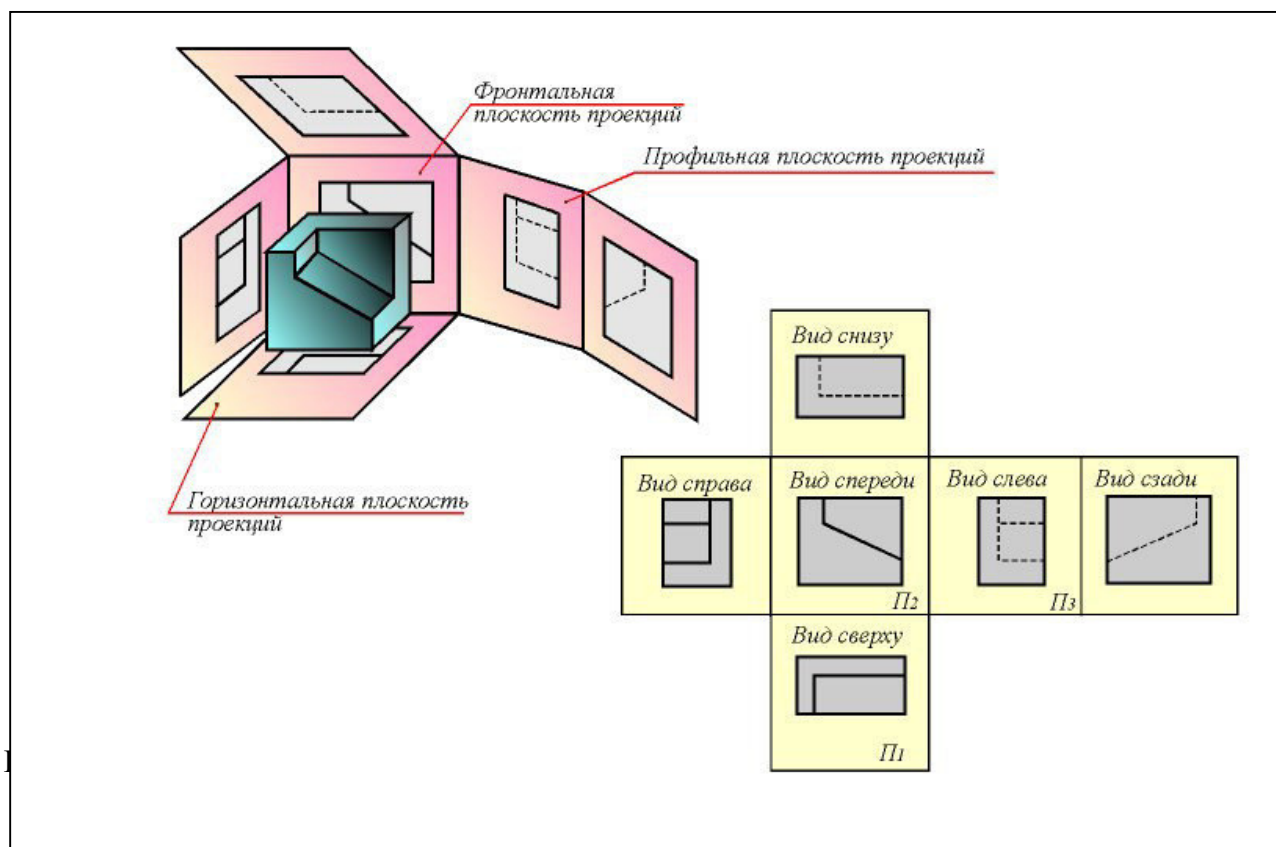 Фронтальная
плоскость проекций
Профильная плоскость проекций
Горизонтальная плоскость
проекций
Вид снизу
Вид справа
Вид спереди
Вид слева
Вид сзади
П2
П3
Вид сверху
П1